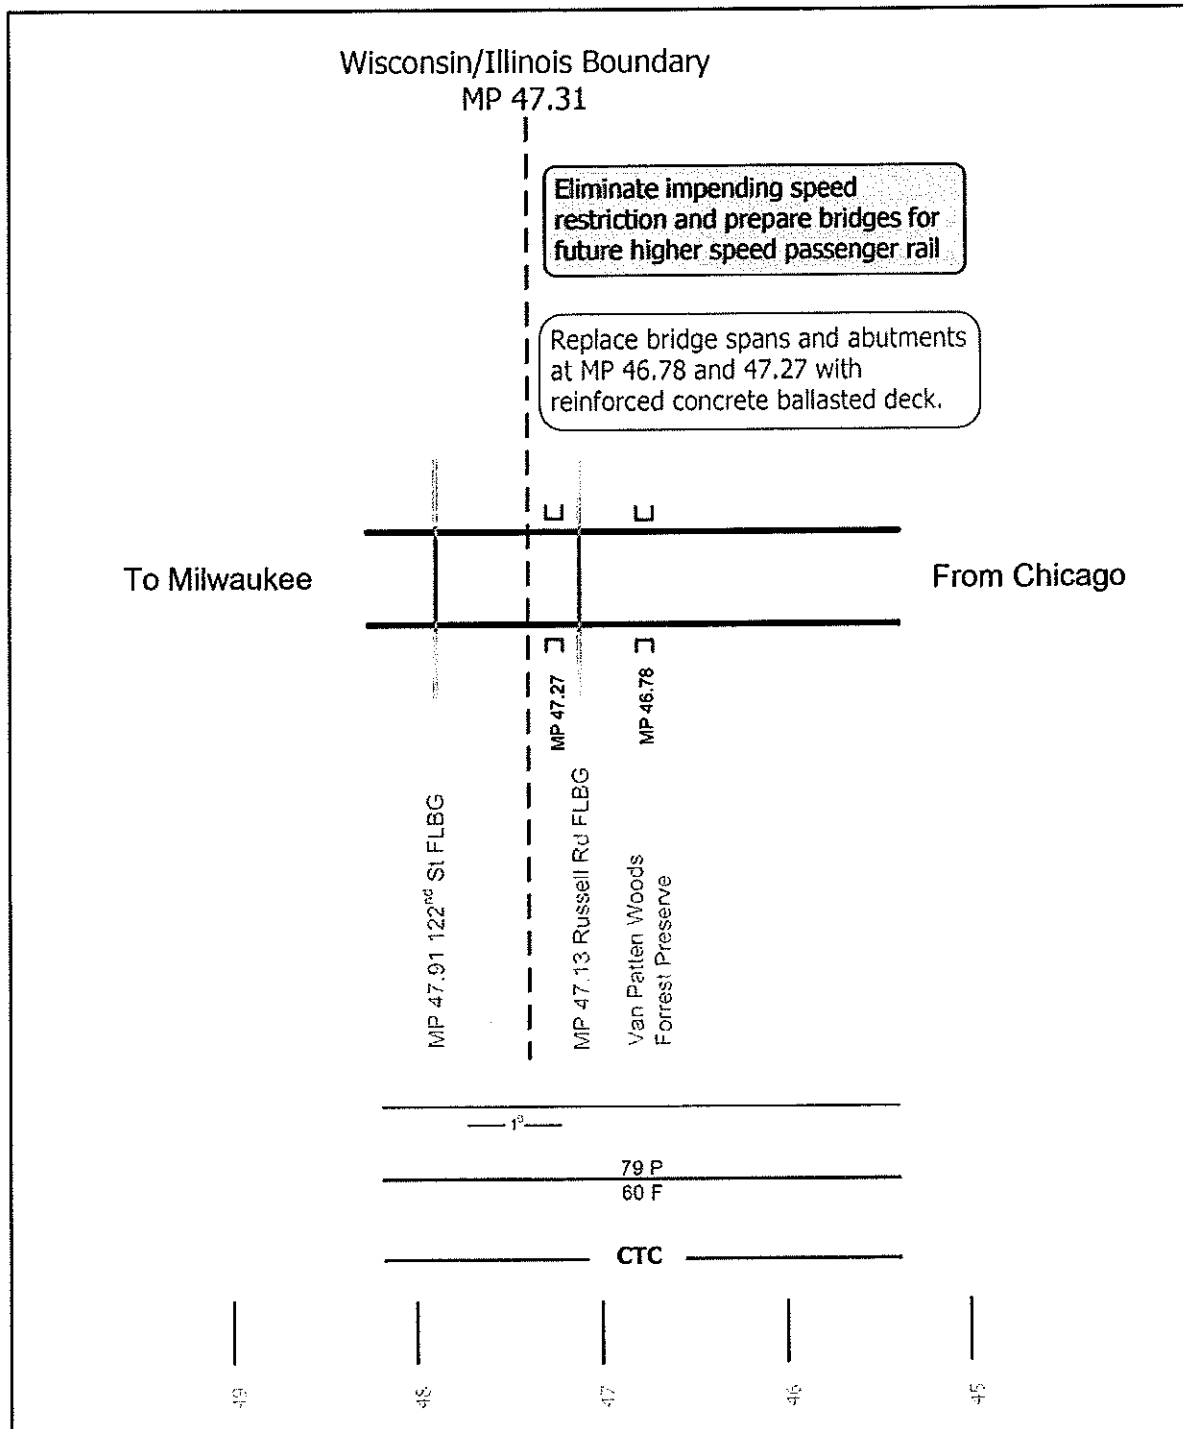 Wisconsin/Illinois Boundary
MP 47.31
Eliminate impending speed
restriction and prepare bridges for
future higher speed passenger rail
Replace bridge spans and abutments
at MP 46.78 and 47.27 with
reinforced concrete ballasted deck.
To Milwaukee
From Chicago
MP 47.27
MP 46.78
MP 47.91 122nd St FLBG
MP 47.13 Russell Rd FLBG
Van Patten Woods
Forrest Preserve
1°
79 P
60 F
CTC
49
48
47
46
45